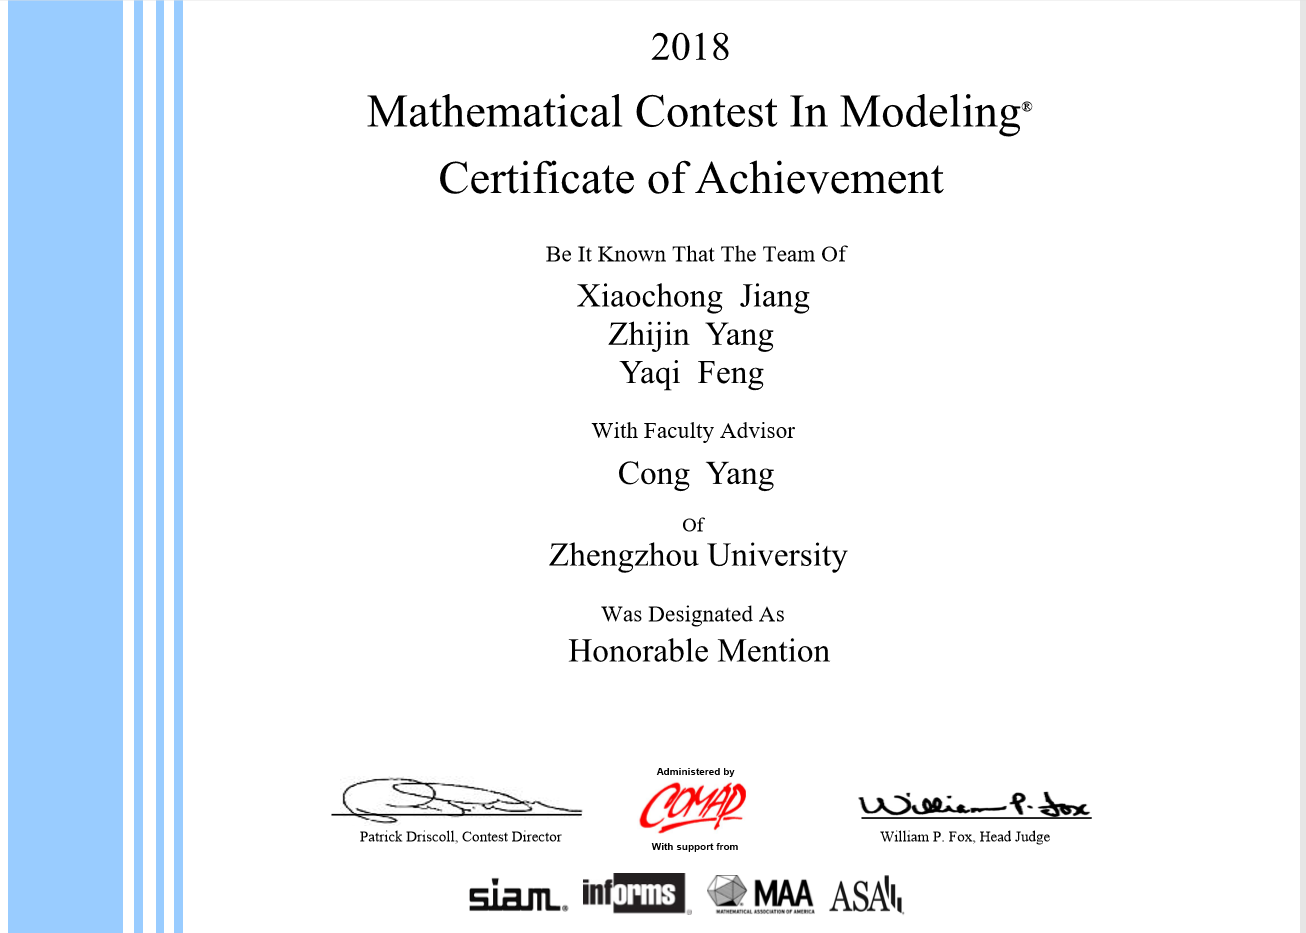 2018
Mathematical Contest In Modeling®
Certificate of Achievement
Be It Known That The Team Of
Xiaochong Jiang
Zhijin Yang
Yaqi Feng
With Faculty Advisor
Cong Yang
Of
Zhengzhou University
Was Designated As
Honorable Mention
Administered by
COMAP
William P. Fox
Patrick Driscoll, Contest Director
William P. Fox, Head Judge
With support from
siam®
informs®
MAA
MATHEMATICAL ASSOCIATION OF AMERICA
ASA